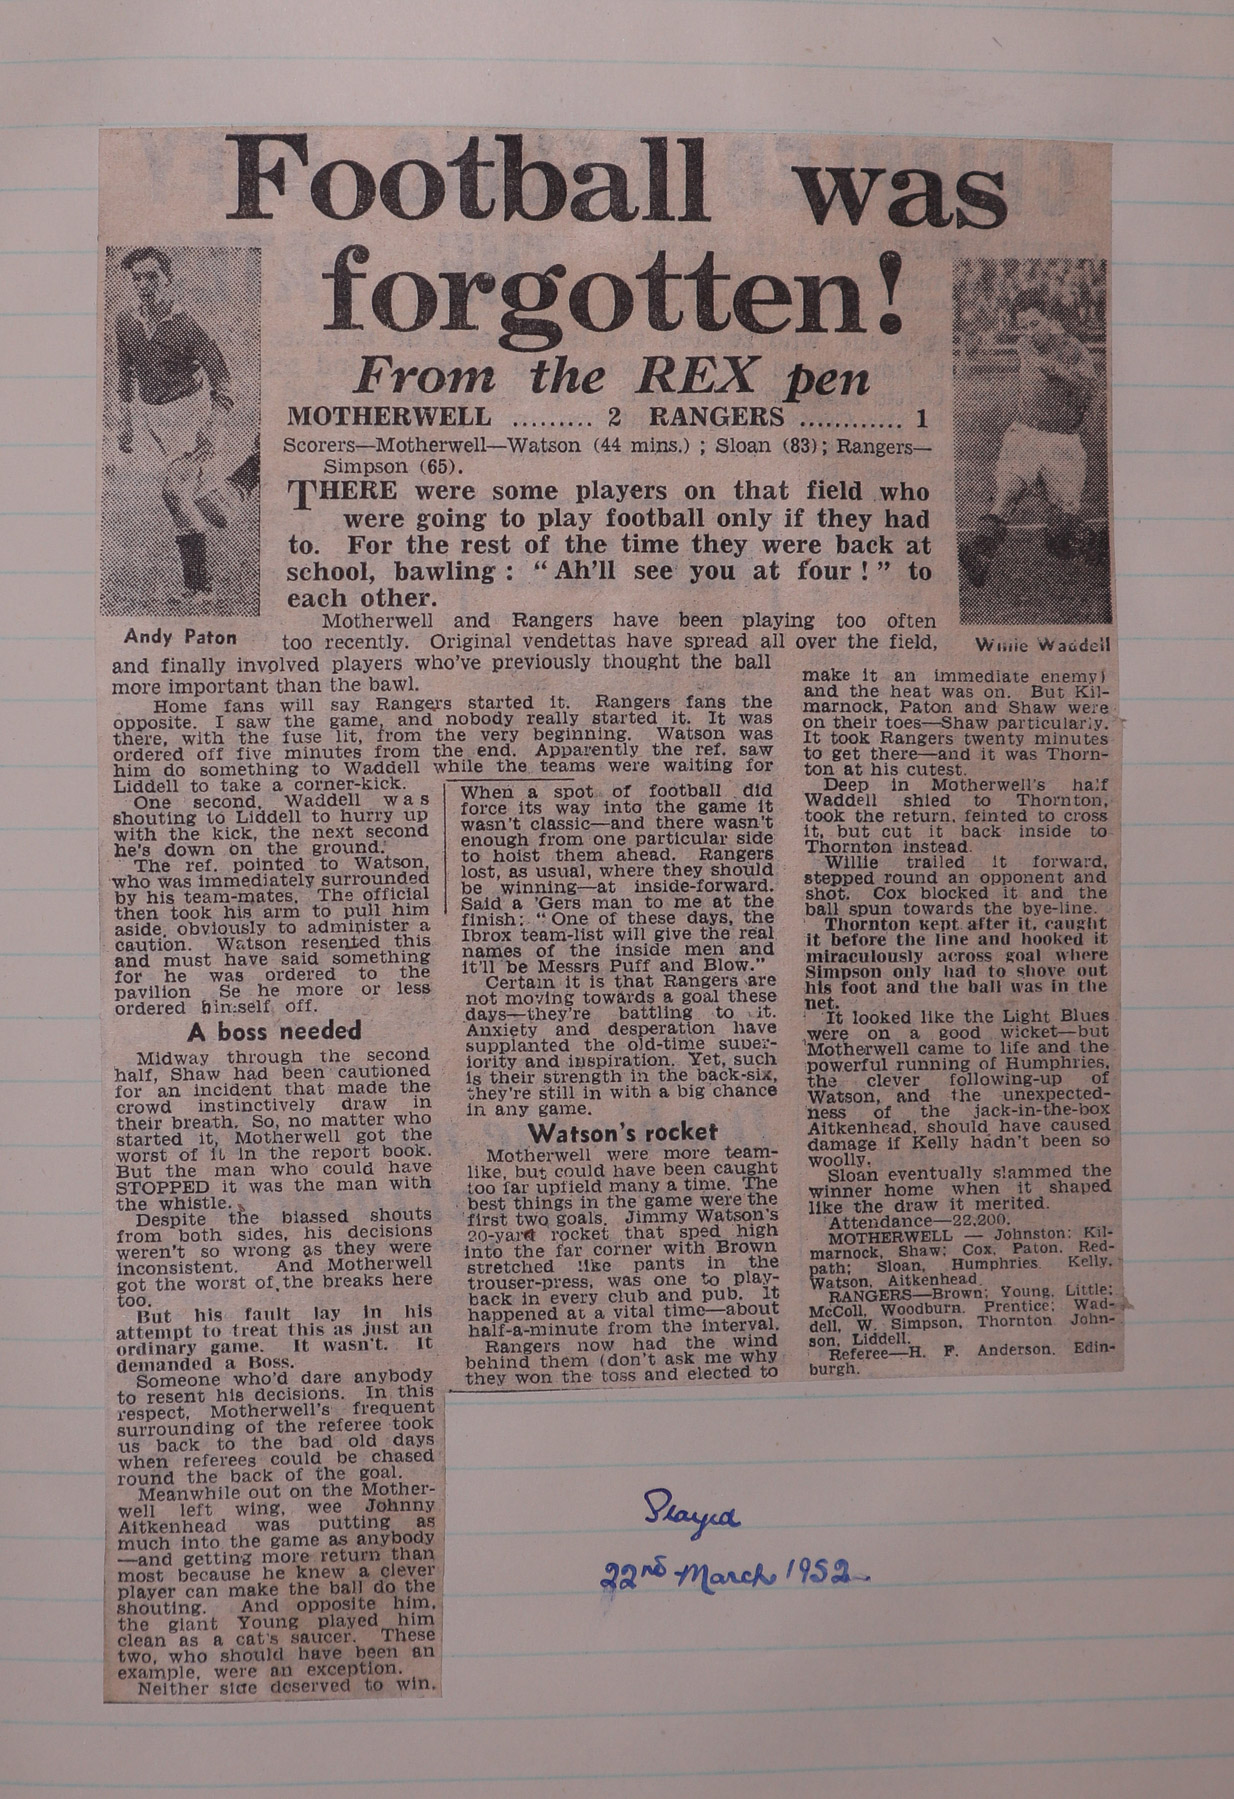 Football was
forgotten!
From the REX pen
MOTHERWELL ......... 2 RANGERS ............ 1
Scorers—Motherwell—Watson (44 mins.) ; Sloan (83); Rangers—
Simpson (65).
THERE were some players on that field who
were going to play football only if they had
to. For the rest of the time they were back at
school, bawling : “Ah'll see you at four !” to
each other.
Andy Paton
Willie Waddell
Motherwell and Rangers have been playing too often
too recently. Original vendettas have spread all over the field,
and finally involved players who've previously thought the ball
more important than the bawl.
Home fans will say Rangers started it. Rangers fans the
opposite. I saw the game, and nobody really started it. It was
there, with the fuse lit, from the very beginning. Watson was
ordered off five minutes from the end. Apparently the ref. saw
him do something to Waddell while the teams were waiting for
Liddell to take a corner-kick.
One second, Waddell was
shouting to Liddell to hurry up
with the kick, the next second
he's down on the ground.
The ref. pointed to Watson,
who was immediately surrounded
by his team-mates. The official
then took his arm to pull him
aside, obviously to administer a
caution. Watson resented this
and must have said something
for he was ordered to the
pavilion Se he more or less
ordered himself off.
A boss needed
Midway through the second
half, Shaw had been cautioned
for an incident that made the
crowd instinctively draw in
their breath. So, no matter who
started it, Motherwell got the
worst of it in the report book.
But the man who could have
STOPPED it was the man with
the whistle.
Despite the biassed shouts
from both sides, his decisions
weren't so wrong as they were
inconsistent. And Motherwell
got the worst of the breaks here
too.
But his fault lay in his
attempt to treat this as just an
ordinary game. It wasn't. It
demanded a Boss.
Someone who'd dare anybody
to resent his decisions. In this
respect, Motherwell's frequent
surrounding of the referee took
us back to the bad old days
when referees could be chased
round the back of the goal.
Meanwhile out on the Mother-
well left wing, wee Johnny
Aitkenhead was putting as
much into the game as anybody
—and getting more return than
most because he knew a clever
player can make the ball do the
shouting. And opposite him,
the giant Young played him
clean as a cat's saucer. These
two, who should have been an
example, were an exception.
Neither side deserved to win.
When a spot of football did
force its way into the game it
wasn't classic—and there wasn't
enough from one particular side
to hoist them ahead. Rangers
lost, as usual, where they should
be winning—at inside-forward.
Said a 'Gers man to me at the
finish: “One of these days, the
Ibrox team-list will give the real
names of the inside men and
it'll be Messrs Puff and Blow.”
Certain it is that Rangers are
not moving towards a goal these
days—they're battling to it.
Anxiety and desperation have
supplanted the old-time super-
iority and inspiration. Yet, such
is their strength in the back-six,
they're still in with a big chance
in any game.
Watson's rocket
Motherwell were more team-
like, but could have been caught
too far upfield many a time. The
best things in the game were the
first two goals. Jimmy Watson's
20-yard rocket that sped high
into the far corner with Brown
stretched like pants in the
trouser-press, was one to play-
back in every club and pub. It
happened at a vital time—about
half-a-minute from the interval.
Rangers now had the wind
behind them (don't ask me why
they won the toss and elected to
make it an immediate enemy)
and the heat was on. But Kil-
marnock, Paton and Shaw were
on their toes—Shaw particularly.
It took Rangers twenty minutes
to get there—and it was Thorn-
ton at his cutest.
Deep in Motherwell's half
Waddell shied to Thornton,
took the return, feinted to cross
it, but cut it back inside to
Thornton instead.
Willie trailed it forward,
stepped round an opponent and
shot. Cox blocked it and the
ball spun towards the bye-line.
Thornton kept after it, caught
it before the line and hooked it
miraculously across goal where
Simpson only had to shove out
his foot and the ball was in the
net.
It looked like the Light Blues
were on a good wicket—but
Motherwell came to life and the
powerful running of Humphries,
the clever following-up of
Watson, and the unexpected-
ness of the jack-in-the-box
Aitkenhead, should have caused
damage if Kelly hadn't been so
woolly.
Sloan eventually slammed the
winner home when it shaped
like the draw it merited.
Attendance—22,200.
MOTHERWELL — Johnston: Kil-
marnock, Shaw; Cox, Paton, Red-
path; Sloan, Humphries, Kelly,
Watson, Aitkenhead.
RANGERS—Brown; Young, Little;
McColl, Woodburn, Prentice; Wad-
dell, W. Simpson, Thornton John-
son, Liddell.
Referee—H. F. Anderson. Edin-
burgh.
Played
22nd March 1952